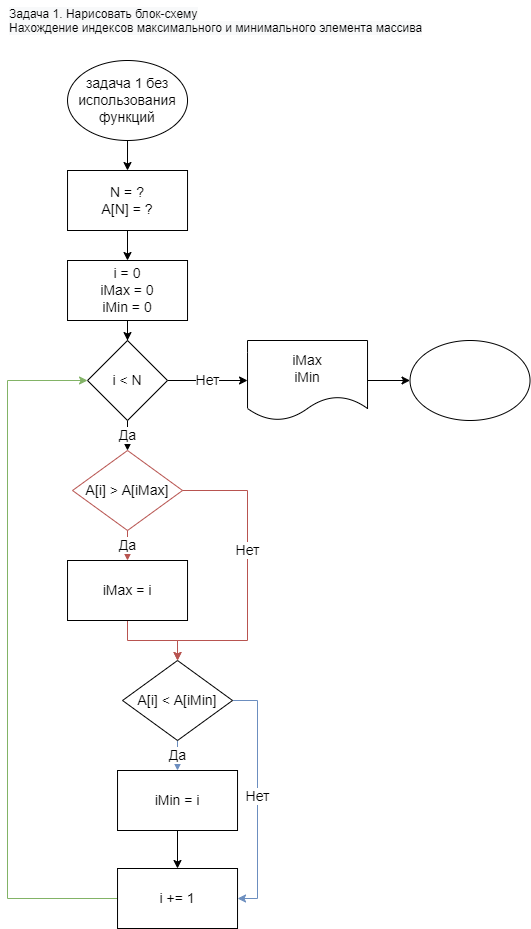 Задача 1. Нарисовать блок-схему
Нахождение индексов максимального и минимального элемента массива
задача 1 без
использования
функций
N = ?
A[N] = ?
i = 0
iMax = 0
iMin = 0
i < N
Нет
iMax
iMin
Да
A[i] > A[iMax]
Да
Нет
iMax = i
A[i] < A[iMin]
Да
iMin = i
Нет
i += 1